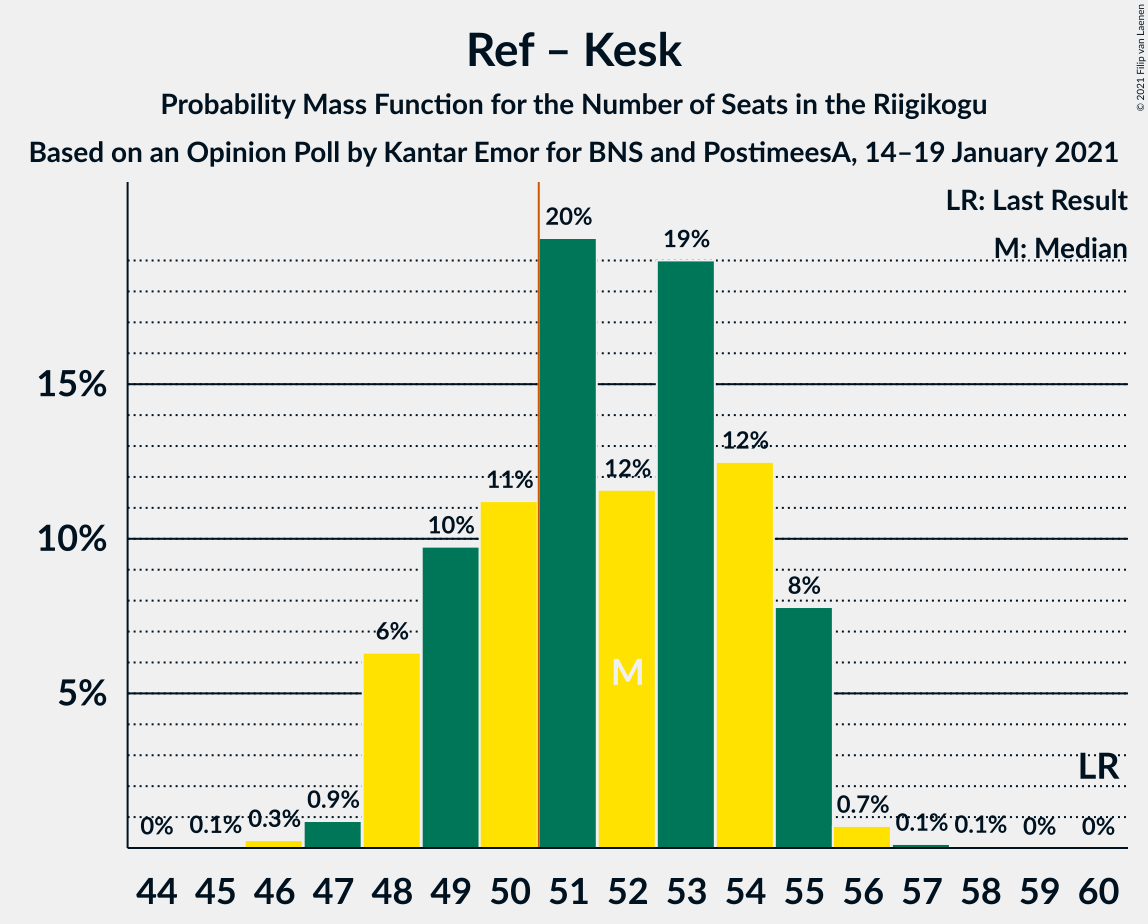 Ref – Kesk
Probability Mass Function for the Number of Seats in the Riigikogu
Based on an Opinion Poll by Kantar Emor for BNS and PostimeesA, 14–19 January 2021
© 2021 Filip van Laenen
LR: Last Result
M: Median
15%
10%
5%
0%
0.1%
0.3%
0.9%
6%
10%
11%
20%
12%
19%
12%
8%
0.7%
0.1%
0.1%
0%
0%
M
LR
44 45 46 47 48 49 50 51 52 53 54 55 56 57 58 59 60